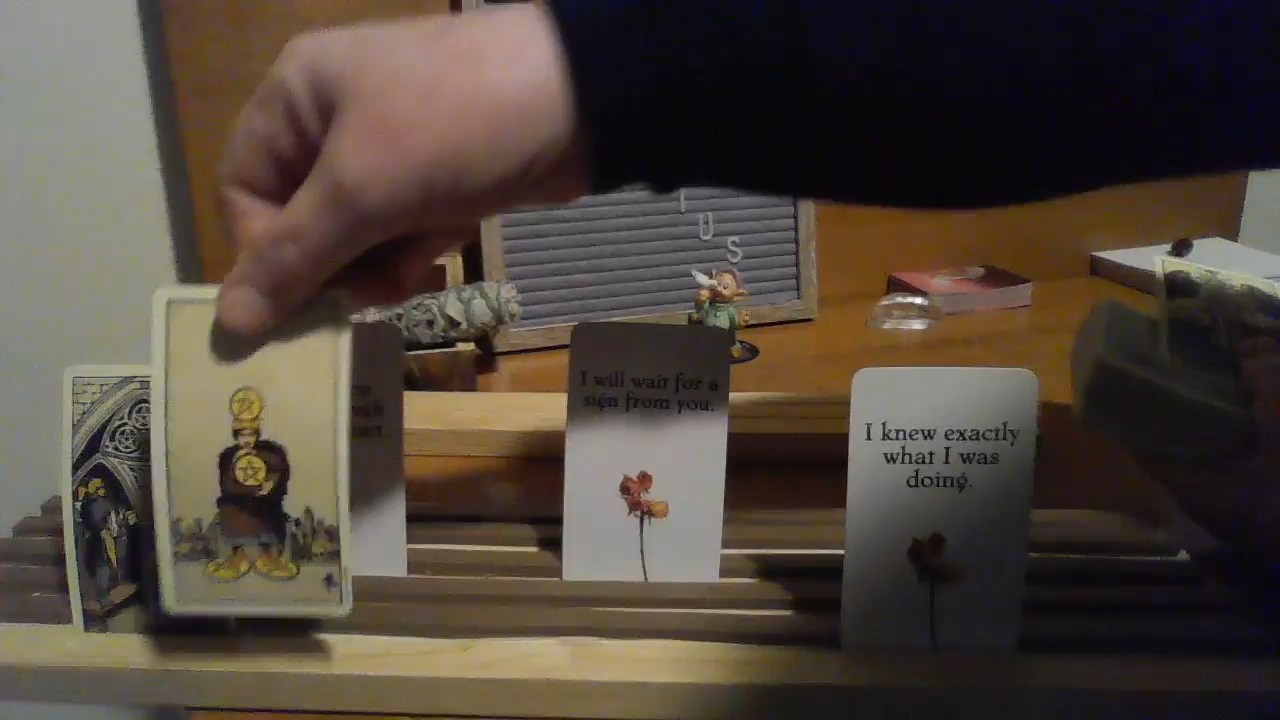 I
O
S
I will wait for a
sign from you.
I knew exactly
what I was
doing.